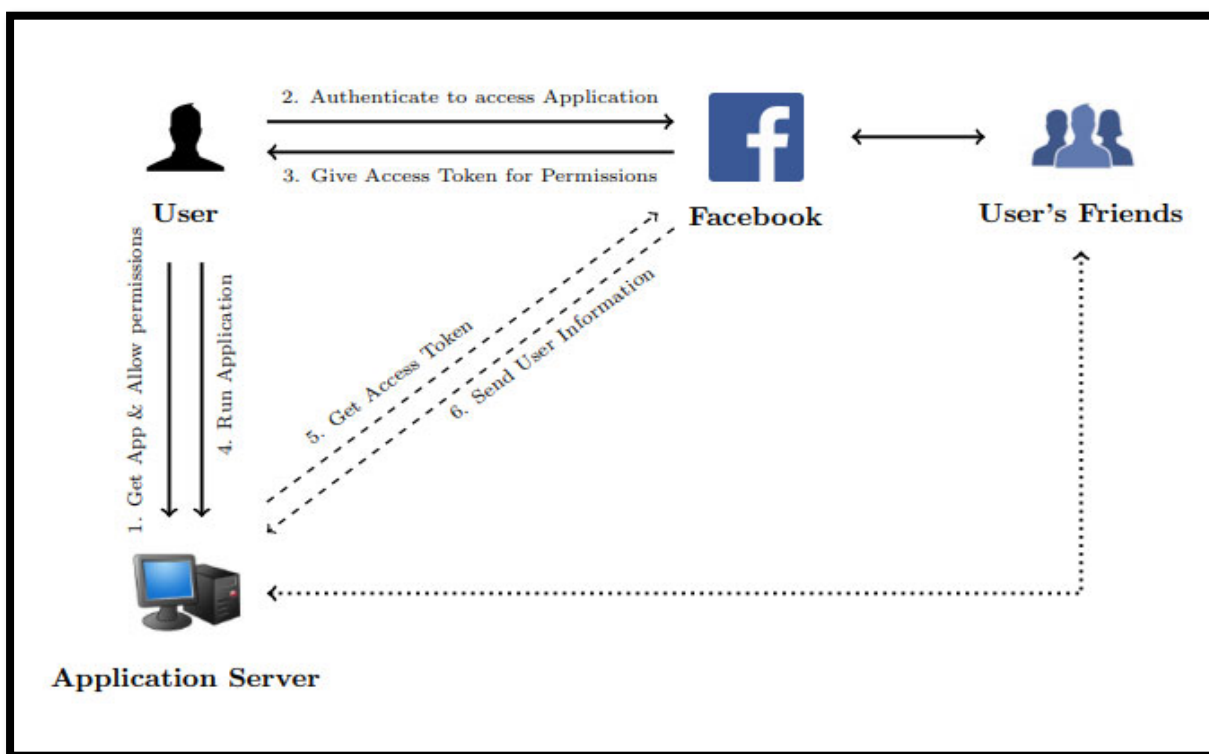 2. Authenticate to access Application
3. Give Access Token for Permissions
User
Facebook
User's Friends
1. Get App & Allow permissions
4. Run Application
5. Get Access Token
6. Send User Information
Application Server